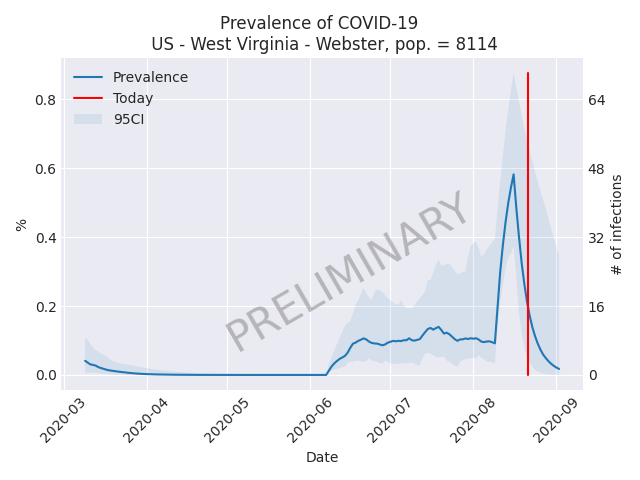 Prevalence of COVID-19
US - West Virginia - Webster, pop. = 8114
Prevalence
Today
95CI
PRELIMINARY
%
0.8
0.6
0.4
0.2
0.0
64
48
32
16
0
# of infections
2020-03
2020-04
2020-05
2020-06
2020-07
2020-08
2020-09
Date